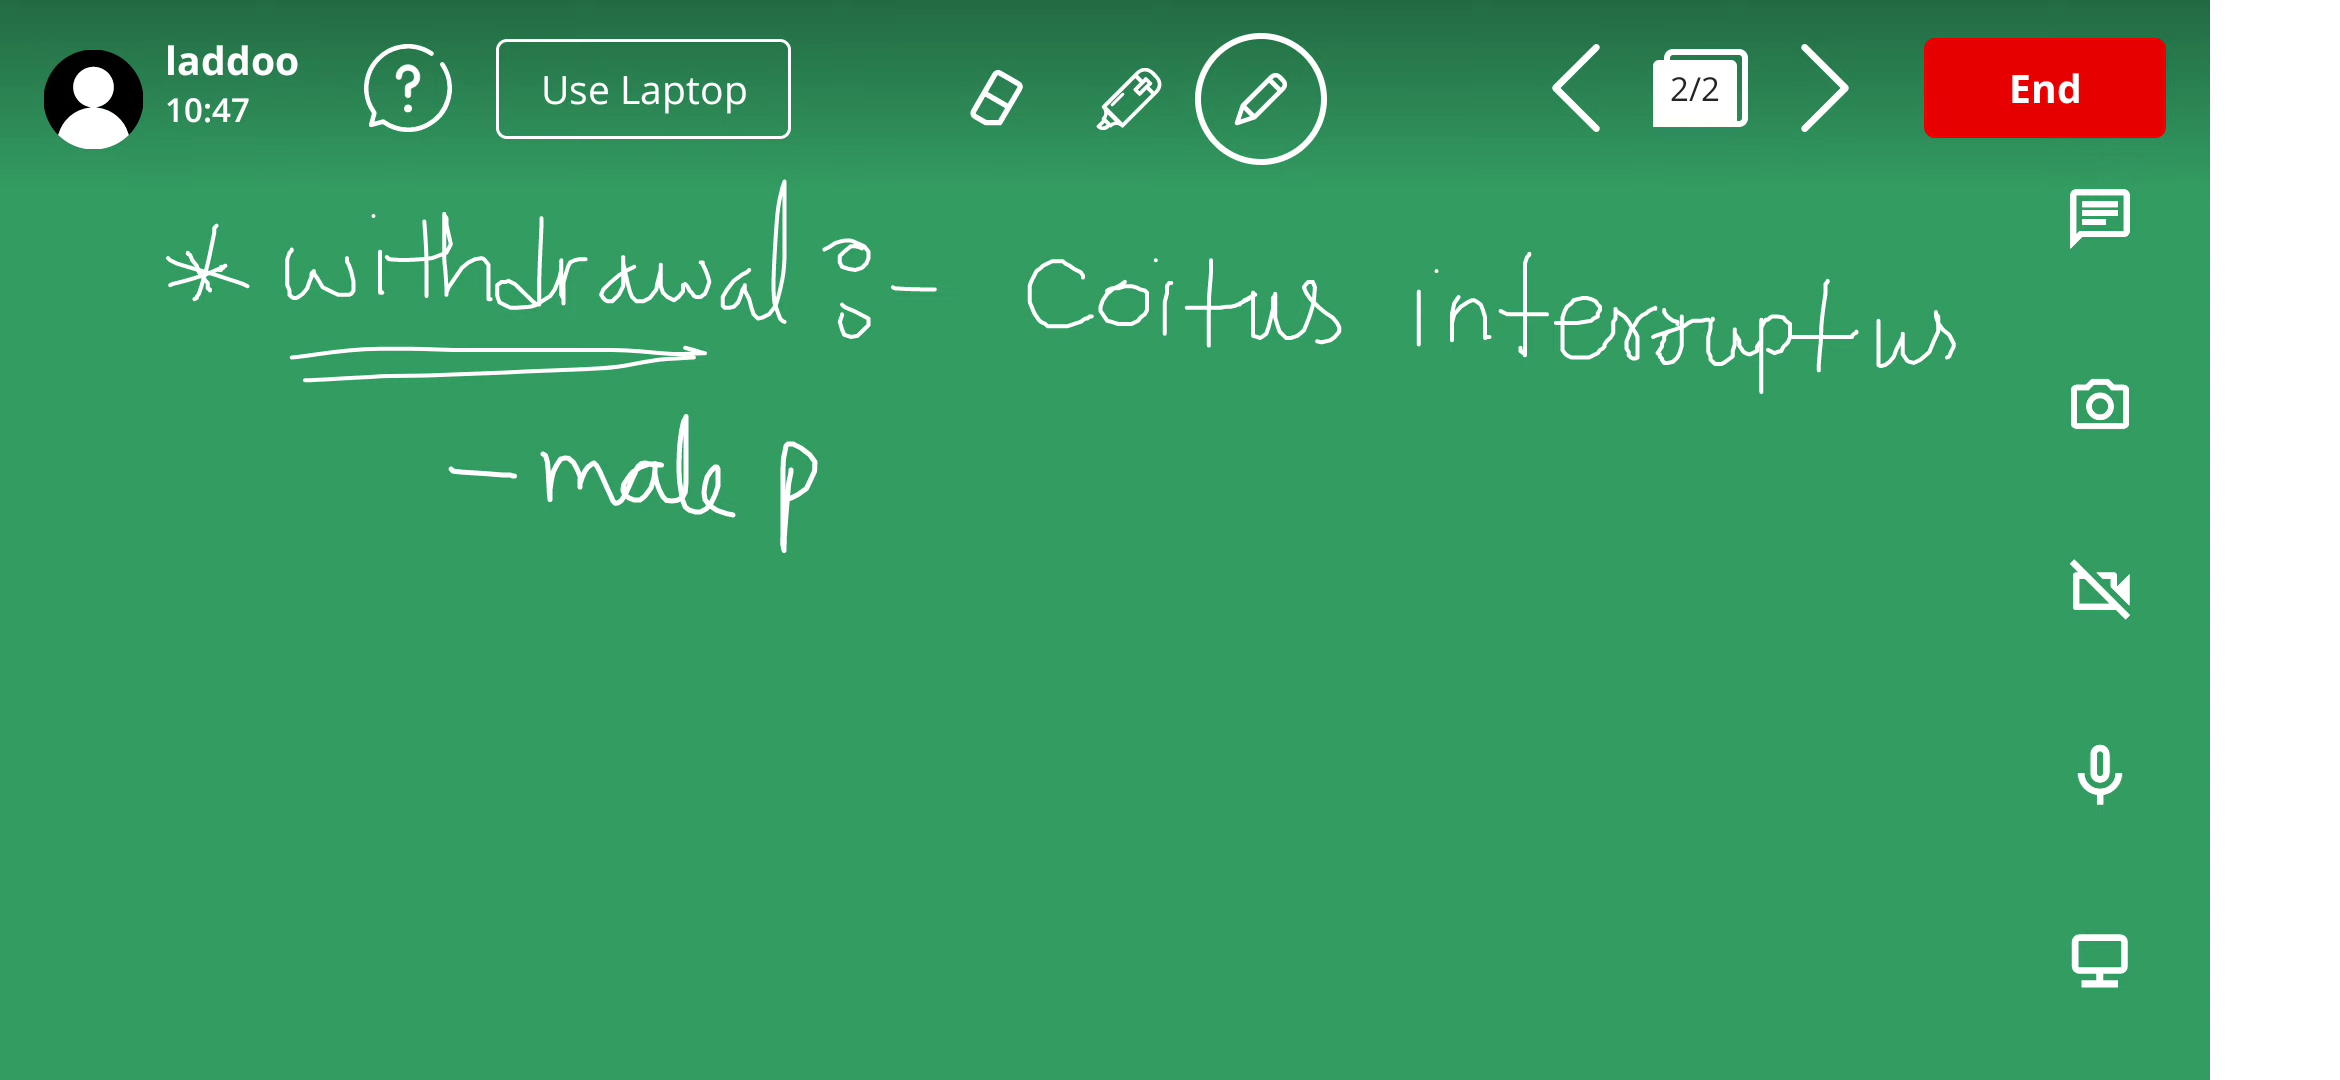 laddoo
10:47
Use Laptop
2/2
End
* withdrawal :- Coitus interruptus
- male p